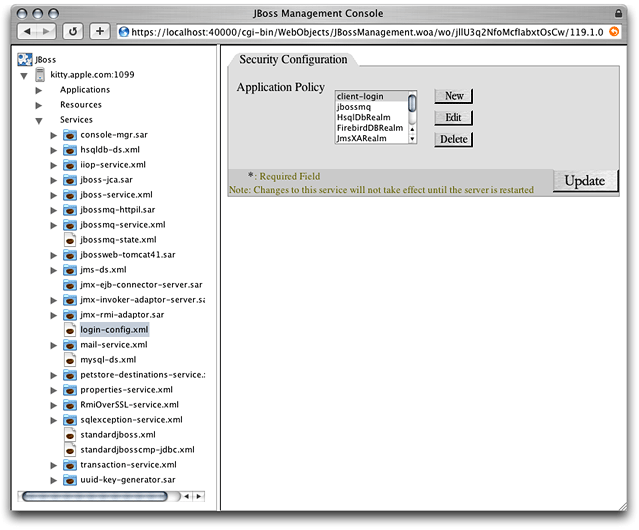 JBoss Management Console
https://localhost:40000/cgi-bin/WebObjects/JBossManagement.woa/wo/jllU3q2NfoMcfIabxtOsCw/119.1.0
JBoss
kitty.apple.com:1099
Applications
Resources
Services
console-mgr.sar
hsqldb-ds.xml
iiop-service.xml
jboss-jca.sar
jboss-service.xml
jbossmq-httpil.sar
jbossmq-service.xml
jbossmq-state.xml
jbossweb-tomcat41.sar
jms-ds.xml
jmx-ejb-connector-server.sar
jmx-invoker-adaptor-server.sa
jmx-rmi-adaptor.sar
login-config.xml
mail-service.xml
mysql-ds.xml
petstore-destinations-service.
properties-service.xml
RmiOverSSL-service.xml
sqlexception-service.xml
standardjboss.xml
standardjbosscmp-jdbc.xml
transaction-service.xml
uuid-key-generator.sar
Security Configuration
Application Policy
client-login
jbossmq
HsqlDbRealm
FirebirdDBRealm
JmsXARealm
New
Edit
Delete
*: Required Field
Note: Changes to this service will not take effect until the server is restarted
Update